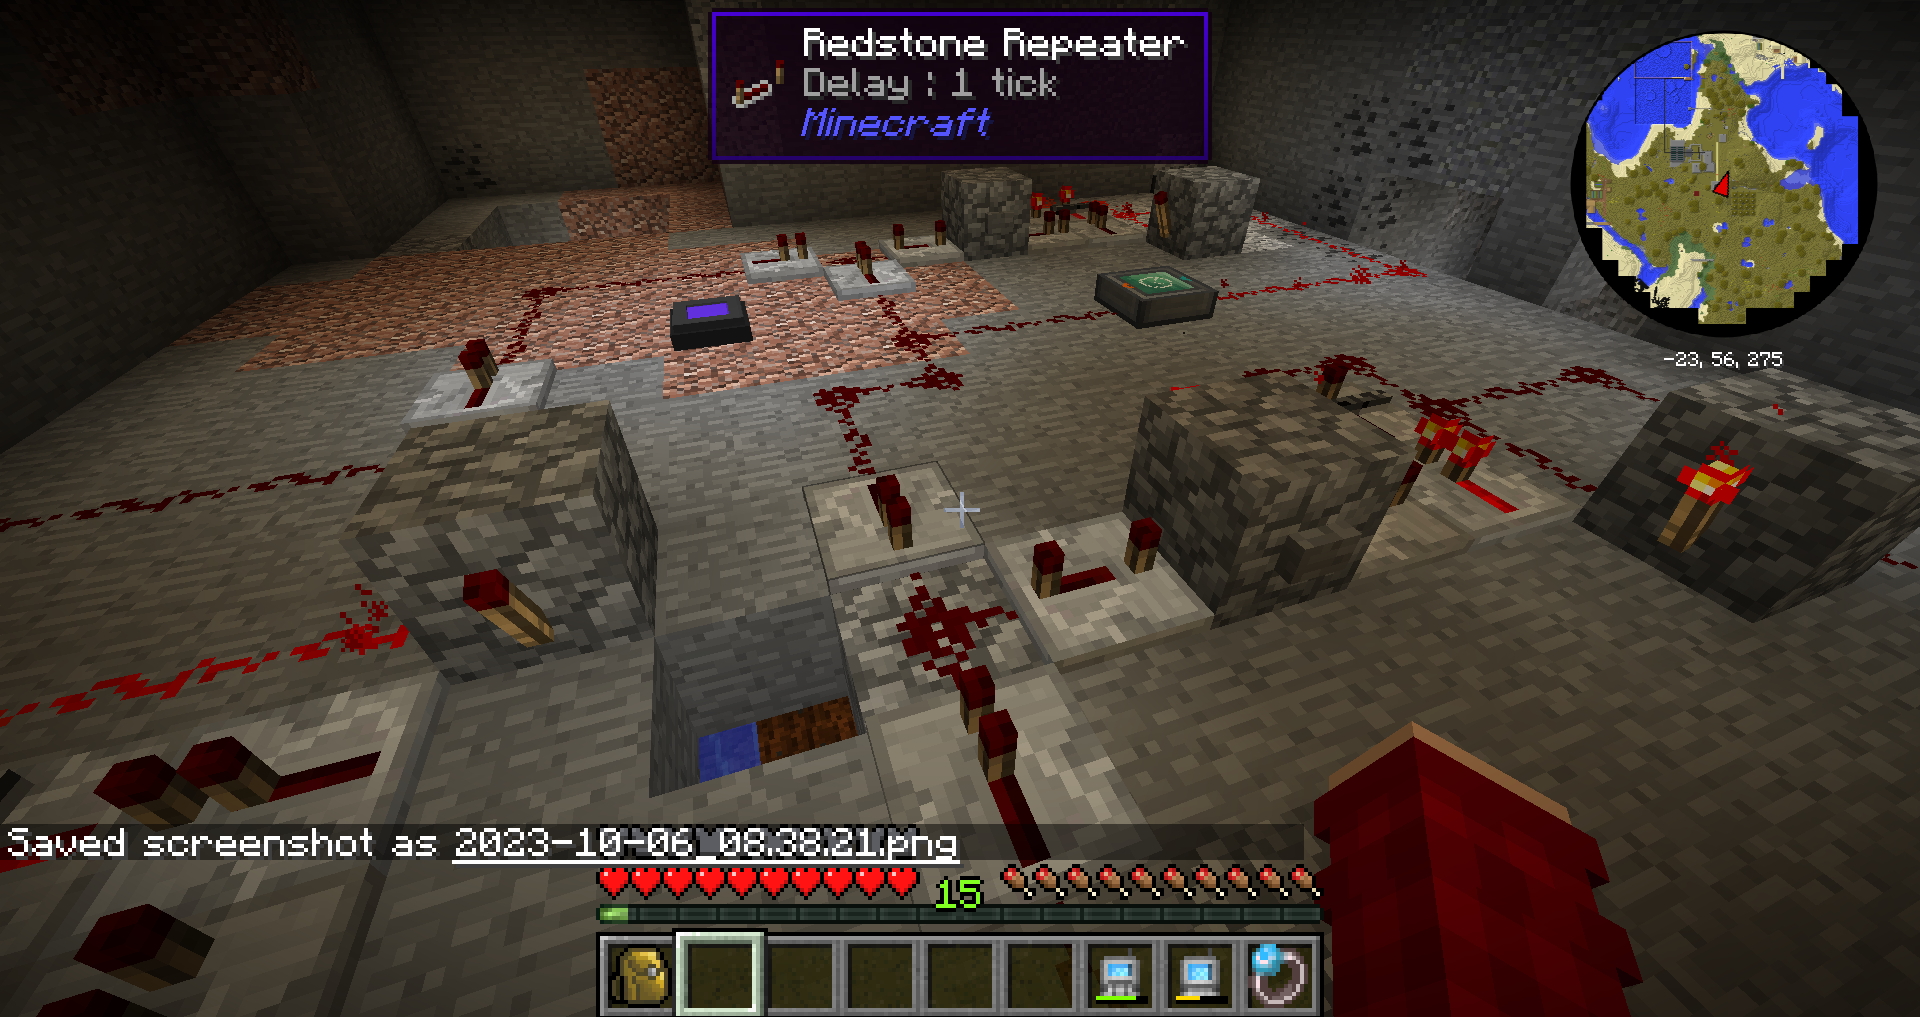 Redstone Repeater
Delay : 1 tick
Minecraft
-23, 56, 275
Saved screenshot as 2023-10-06_08.38.21.png
15